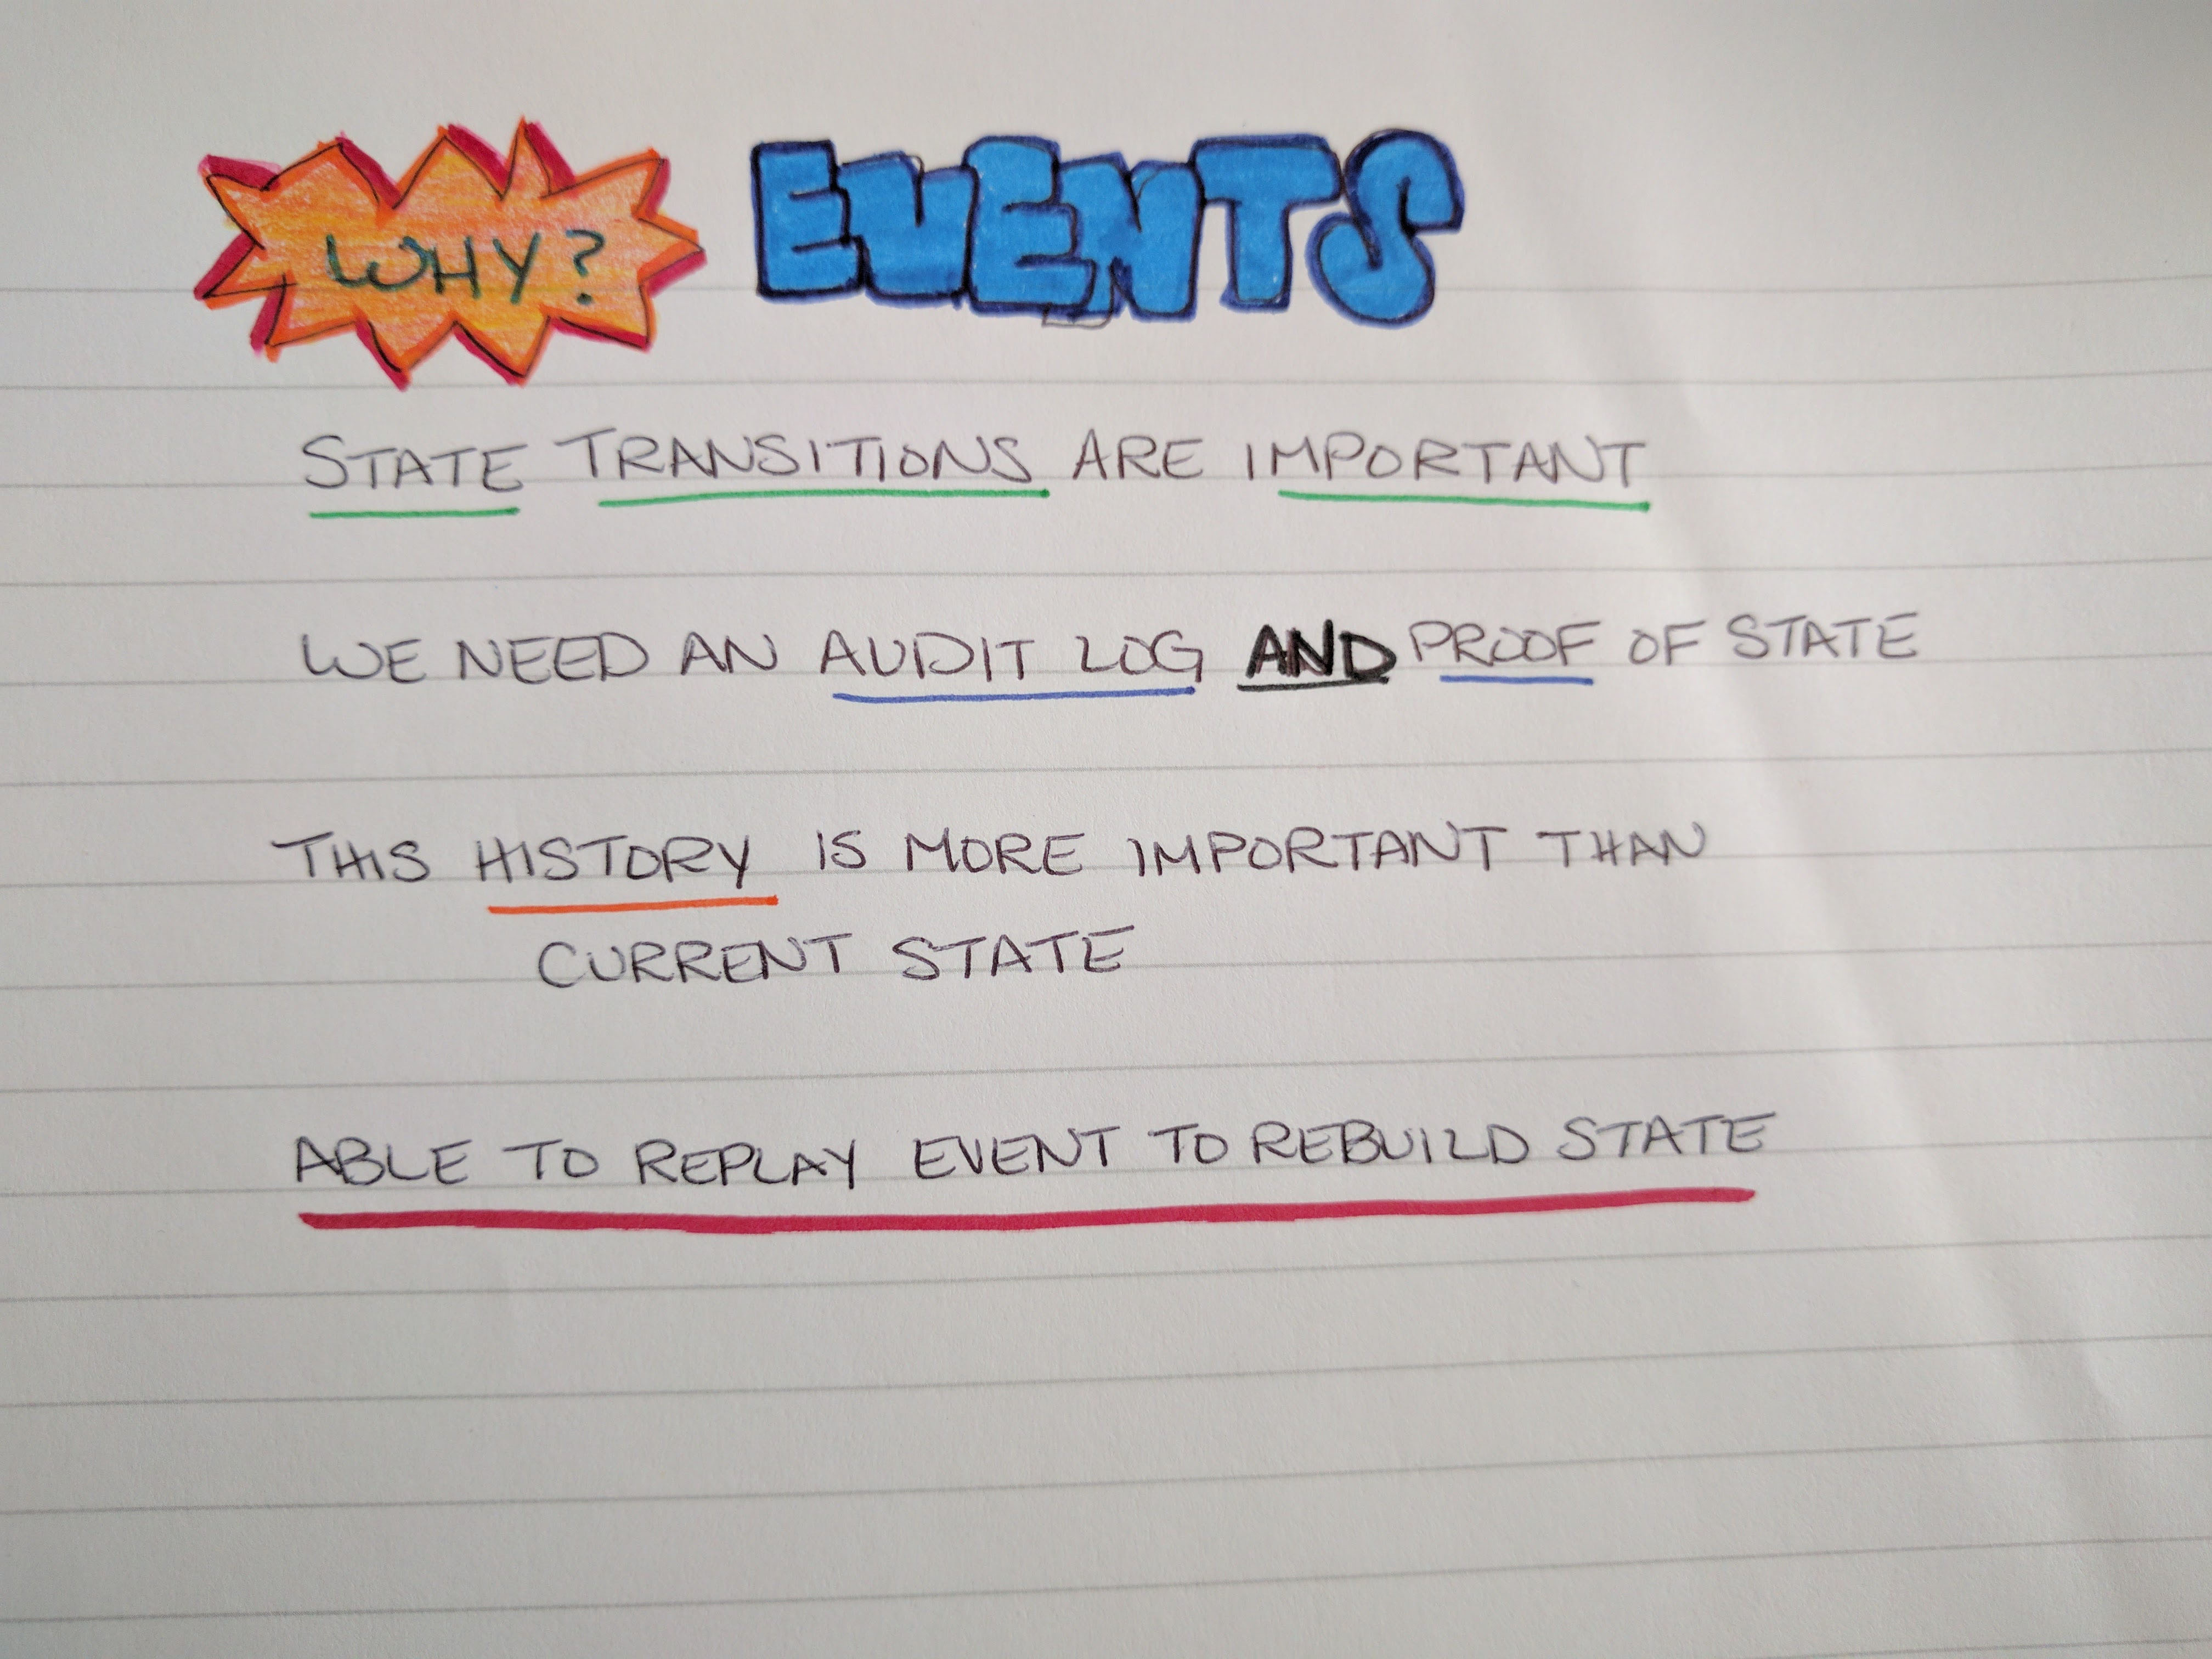 WHY? EVENTS
STATE TRANSITIONS ARE IMPORTANT
WE NEED AN AUDIT LOG AND PROOF OF STATE
THIS HISTORY IS MORE IMPORTANT THAN
CURRENT STATE
ABLE TO REPLAY EVENT TO REBUILD STATE